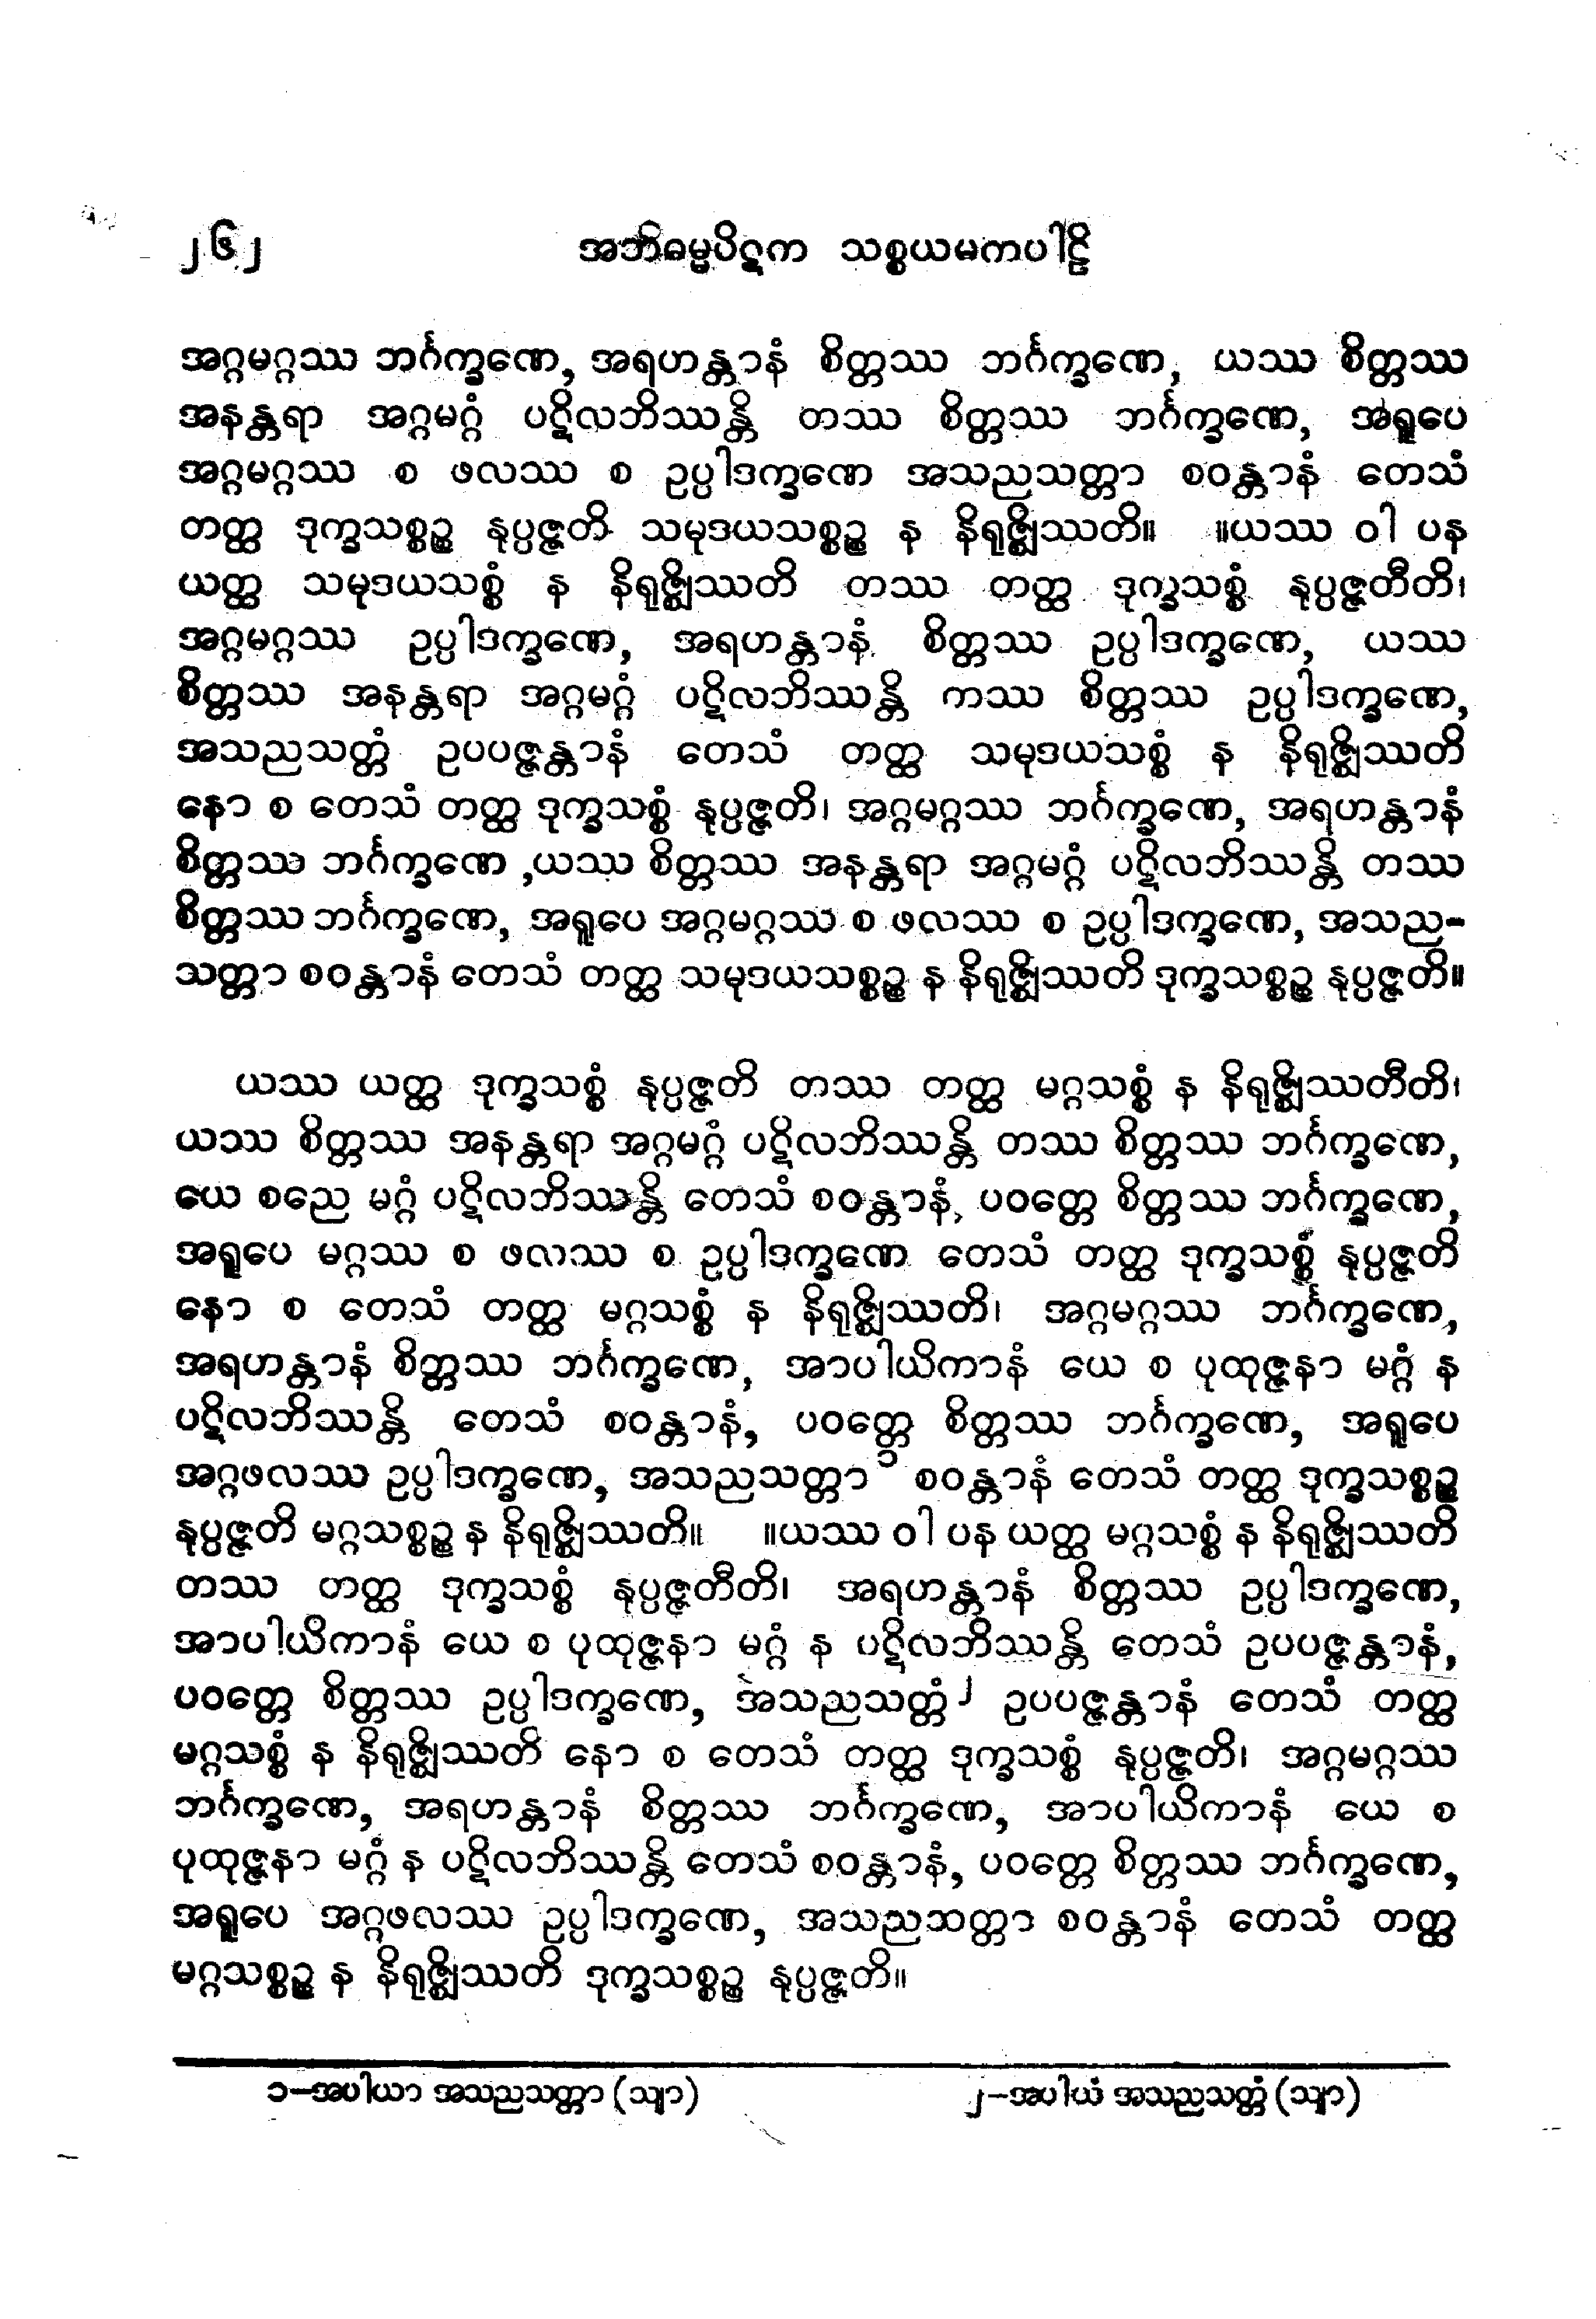 ၂၆၂ အဘိဓမ္မပိဋက သစ္စယမကပါဠိ
အဂ္ဂမဂ္ဂဿ ဘင်္ဂက္ခဏေ, အရဟန္တာနံ စိတ္တဿ ဘင်္ဂက္ခဏေ, ယဿ စိတ္တဿ
အနန္တရာ အဂ္ဂမဂ္ဂံ ပဋိလဘိဿန္တိ တဿ စိတ္တဿ ဘင်္ဂက္ခဏေ, အရူပေ
အဂ္ဂမဂ္ဂဿ စ ဖလဿ စ ဥပ္ပါဒက္ခဏေ အသညသတ္တာ စဝန္တာနံ တေသံ
တတ္ထ ဒုက္ခသစ္စဉ္စ နုပ္ပဇ္ဇတိ သမုဒယသစ္စဉ္စ န နိရုဇ္ဈိဿတိ။ ။ယဿ ဝါ ပန
ယတ္ထ သမုဒယသစ္စံ န နိရုဇ္ဈိဿတိ တဿ တတ္ထ ဒုက္ခသစ္စံ နုပ္ပဇ္ဇတီတိ၊
အဂ္ဂမဂ္ဂဿ ဥပ္ပါဒက္ခဏေ, အရဟန္တာနံ စိတ္တဿ ဥပ္ပါဒက္ခဏေ, ယဿ
စိတ္တဿ အနန္တရာ အဂ္ဂမဂ္ဂံ ပဋိလဘိဿန္တိ ကဿ စိတ္တဿ ဥပ္ပါဒက္ခဏေ,
အသညသတ္တံ ဥပပဇ္ဇန္တာနံ တေသံ တတ္ထ သမုဒယသစ္စံ န နိရုဇ္ဈိဿတိ
နော စ တေသံ တတ္ထ ဒုက္ခသစ္စံ နုပ္ပဇ္ဇတိ၊ အဂ္ဂမဂ္ဂဿ ဘင်္ဂက္ခဏေ, အရဟန္တာနံ
စိတ္တဿ ဘင်္ဂက္ခဏေ ,ယဿ စိတ္တဿ အနန္တရာ အဂ္ဂမဂ္ဂံ ပဋိလဘိဿန္တိ တဿ
စိတ္တဿ ဘင်္ဂက္ခဏေ, အရူပေ အဂ္ဂမဂ္ဂဿ စ ဖလဿ စ ဥပ္ပါဒက္ခဏေ, အသည-
သတ္တာ စဝန္တာနံ တေသံ တတ္ထ သမုဒယသစ္စဉ္စ န နိရုဇ္ဈိဿတိ ဒုက္ခသစ္စဉ္စ နုပ္ပဇ္ဇတိ။
ယဿ ယတ္ထ ဒုက္ခသစ္စံ နုပ္ပဇ္ဇတိ တဿ တတ္ထ မဂ္ဂသစ္စံ န နိရုဇ္ဈိဿတီတိ၊
ယဿ စိတ္တဿ အနန္တရာ အဂ္ဂမဂ္ဂံ ပဋိလဘိဿန္တိ တဿ စိတ္တဿ ဘင်္ဂက္ခဏေ,
ယေ စညေ မဂ္ဂံ ပဋိလဘိဿန္တိ တေသံ စဝန္တာနံ, ပဝတ္တေ စိတ္တဿ ဘင်္ဂက္ခဏေ,
အရူပေ မဂ္ဂဿ စ ဖလဿ စ ဥပ္ပါဒက္ခဏေ တေသံ တတ္ထ ဒုက္ခသစ္စံ နုပ္ပဇ္ဇတိ
နော စ တေသံ တတ္ထ မဂ္ဂသစ္စံ န နိရုဇ္ဈိဿတိ၊ အဂ္ဂမဂ္ဂဿ ဘင်္ဂက္ခဏေ,
အရဟန္တာနံ စိတ္တဿ ဘင်္ဂက္ခဏေ, အာပါယိကာနံ ယေ စ ပုထုဇ္ဇနာ မဂ္ဂံ န
ပဋိလဘိဿန္တိ တေသံ စဝန္တာနံ, ပဝတ္တေ စိတ္တဿ ဘင်္ဂက္ခဏေ, အရူပေ
အဂ္ဂဖလဿ ဥပ္ပါဒက္ခဏေ, အသညသတ္တာ ၁ စဝန္တာနံ တေသံ တတ္ထ ဒုက္ခသစ္စဉ္စ
နုပ္ပဇ္ဇတိ မဂ္ဂသစ္စဉ္စ န နိရုဇ္ဈိဿတိ။ ။ယဿ ဝါ ပန ယတ္ထ မဂ္ဂသစ္စံ န နိရုဇ္ဈိဿတိ
တဿ တတ္ထ ဒုက္ခသစ္စံ နုပ္ပဇ္ဇတီတိ၊ အရဟန္တာနံ စိတ္တဿ ဥပ္ပါဒက္ခဏေ,
အာပါယိကာနံ ယေ စ ပုထုဇ္ဇနာ မဂ္ဂံ န ပဋိလဘိဿန္တိ တေသံ ဥပပဇ္ဇန္တာနံ,
ပဝတ္တေ စိတ္တဿ ဥပ္ပါဒက္ခဏေ, အသညသတ္တံ ၂ ဥပပဇ္ဇန္တာနံ တေသံ တတ္ထ
မဂ္ဂသစ္စံ န နိရုဇ္ဈိဿတိ နော စ တေသံ တတ္ထ ဒုက္ခသစ္စံ နုပ္ပဇ္ဇတိ၊ အဂ္ဂမဂ္ဂဿ
ဘင်္ဂက္ခဏေ, အရဟန္တာနံ စိတ္တဿ ဘင်္ဂက္ခဏေ, အာပါယိကာနံ ယေ စ
ပုထုဇ္ဇနာ မဂ္ဂံ န ပဋိလဘိဿန္တိ တေသံ စဝန္တာနံ, ပဝတ္တေ စိတ္တဿ ဘင်္ဂက္ခဏေ,
အရူပေ အဂ္ဂဖလဿ ဥပ္ပါဒက္ခဏေ, အသညသတ္တာ စဝန္တာနံ တေသံ တတ္ထ
မဂ္ဂသစ္စဉ္စ န နိရုဇ္ဈိဿတိ ဒုက္ခသစ္စဉ္စ နုပ္ပဇ္ဇတိ။
၁-အပါယာ အသညသတ္တာ (သျာ) ၂-အပါယံ အသညသတ္တံ (သျာ)